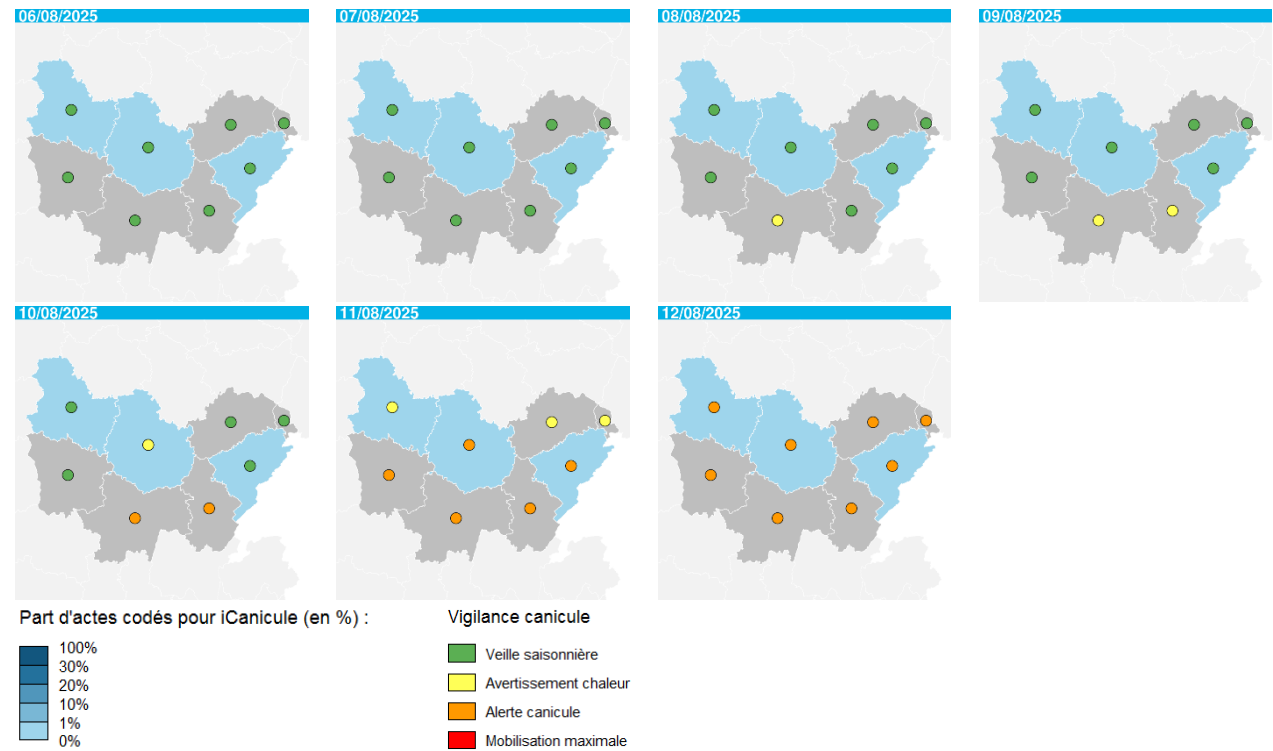 06/08/2025
07/08/2025
08/08/2025
09/08/2025
10/08/2025
11/08/2025
12/08/2025
Part d'actes codés pour iCanicule (en %) :
100%
30%
20%
10%
1%
0%
Vigilance canicule
Veille saisonnière
Avertissement chaleur
Alerte canicule
Mobilisation maximale